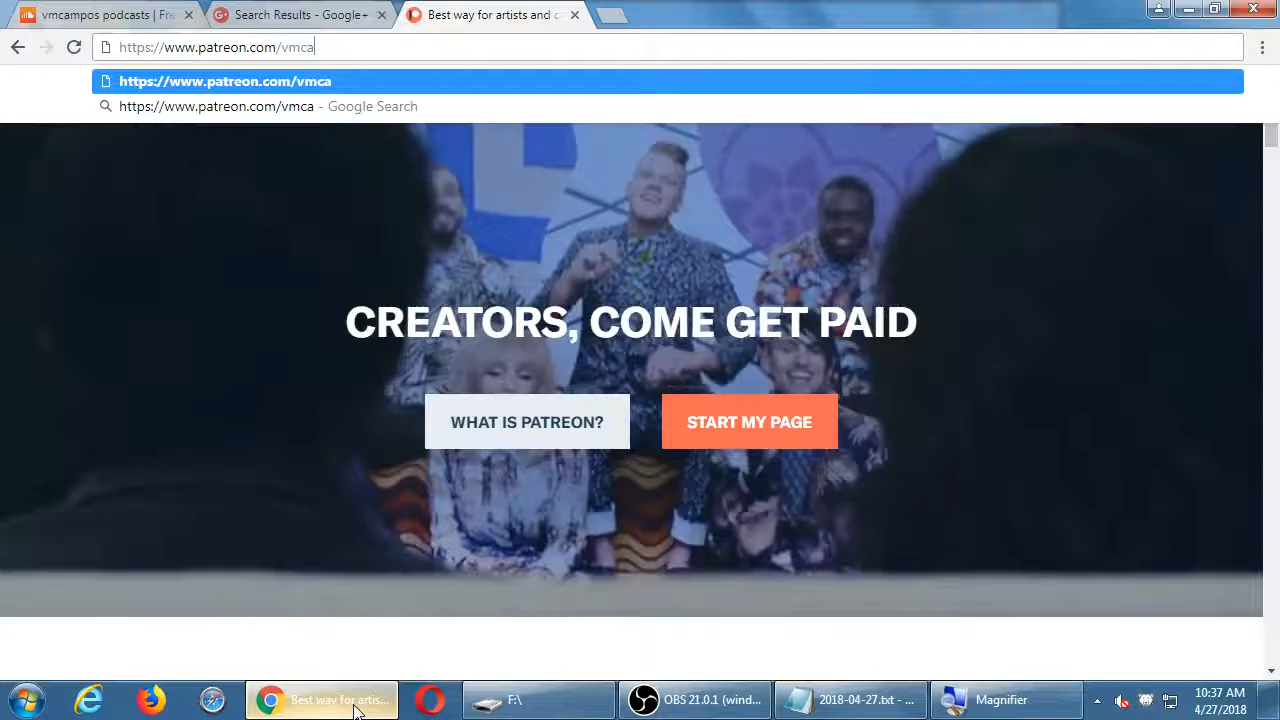 vmcampos podcasts | Fre
Search Results - Google+
Best way for artists and c
https://www.patreon.com/vmca
https://www.patreon.com/vmca
https://www.patreon.com/vmca - Google Search
CREATORS, COME GET PAID
WHAT IS PATREON?
START MY PAGE
Best way for artis...
F:\
OBS 21.0.1 (wind...
2018-04-27.txt - ...
Magnifier
10:37 AM
4/27/2018